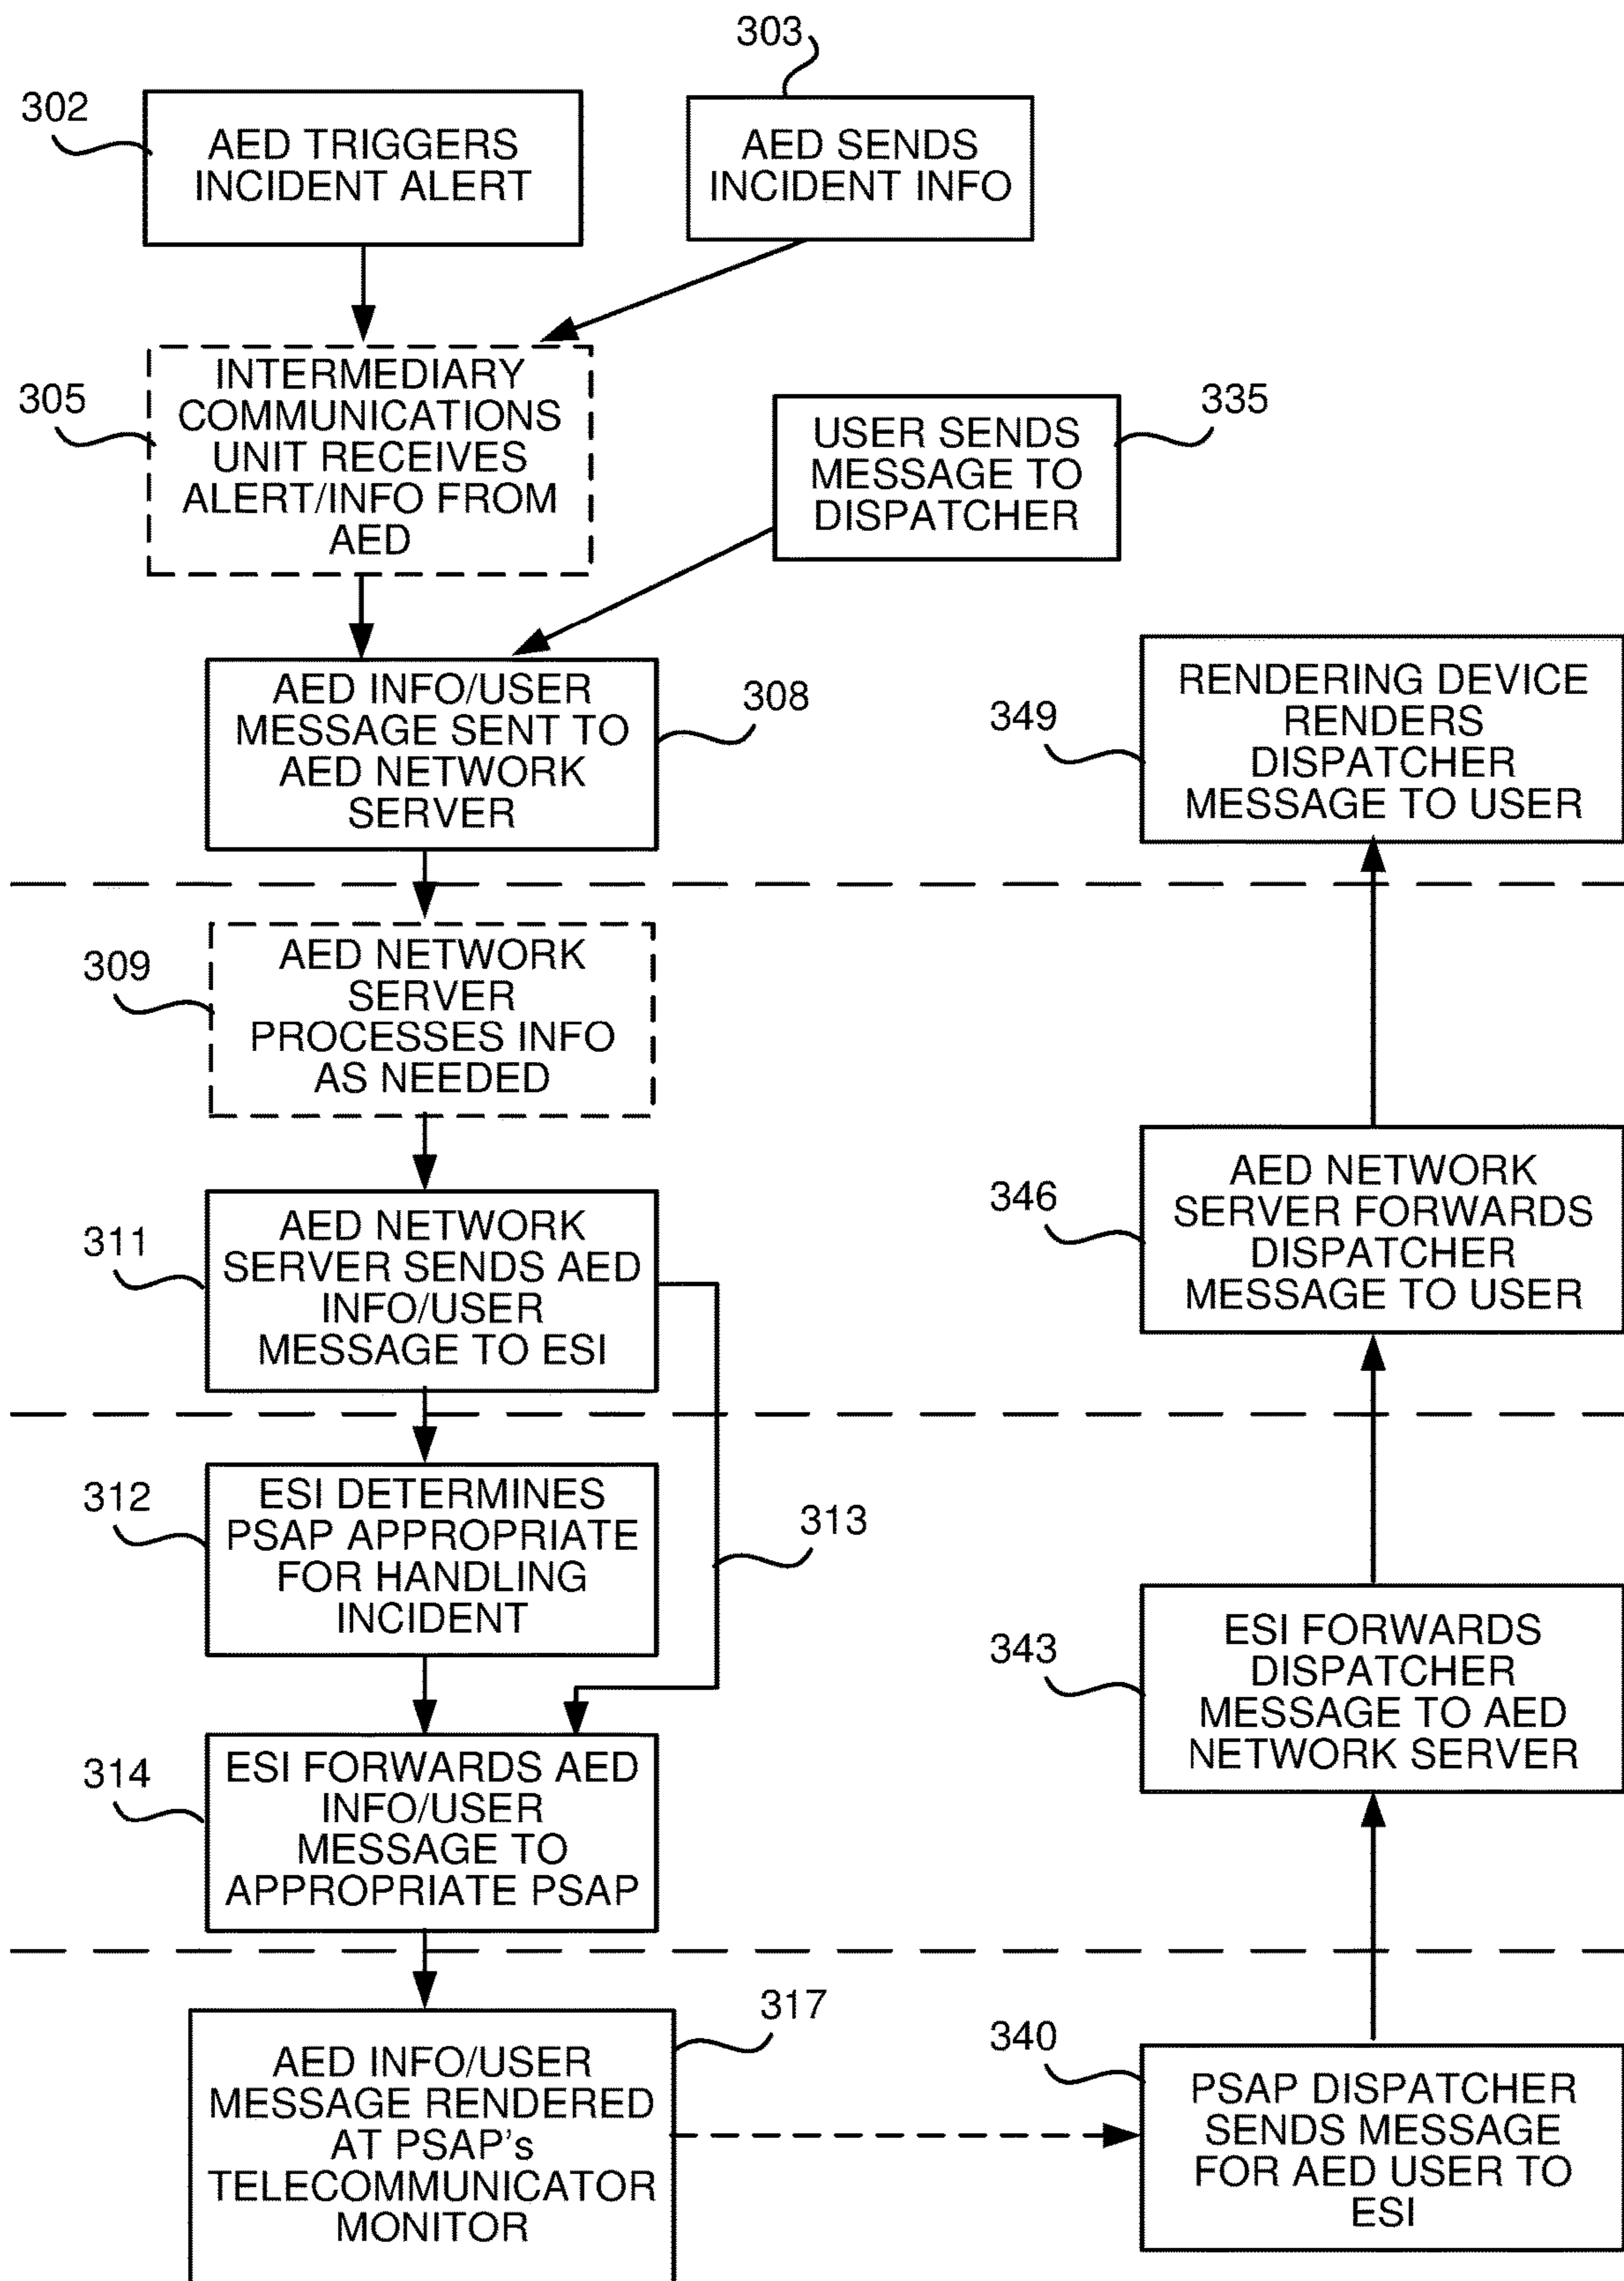 303
302
AED TRIGGERS
INCIDENT ALERT
AED SENDS
INCIDENT INFO
305
INTERMEDIARY
COMMUNICATIONS
UNIT RECEIVES
ALERT/INFO FROM
AED
335
USER SENDS
MESSAGE TO
DISPATCHER
AED INFO/USER
MESSAGE SENT TO
AED NETWORK
SERVER
308
349
RENDERING DEVICE
RENDERS
DISPATCHER
MESSAGE TO USER
309
AED NETWORK
SERVER
PROCESSES INFO
AS NEEDED
311
AED NETWORK
SERVER SENDS AED
INFO/USER
MESSAGE TO ESI
346
AED NETWORK
SERVER FORWARDS
DISPATCHER
MESSAGE TO USER
312
ESI DETERMINES
PSAP APPROPRIATE
FOR HANDLING
INCIDENT
313
343
ESI FORWARDS
DISPATCHER
MESSAGE TO AED
NETWORK SERVER
314
ESI FORWARDS AED
INFO/USER
MESSAGE TO
APPROPRIATE PSAP
317
AED INFO/USER
MESSAGE RENDERED
AT PSAP's
TELECOMMUNICATOR
MONITOR
340
PSAP DISPATCHER
SENDS MESSAGE
FOR AED USER TO
ESI